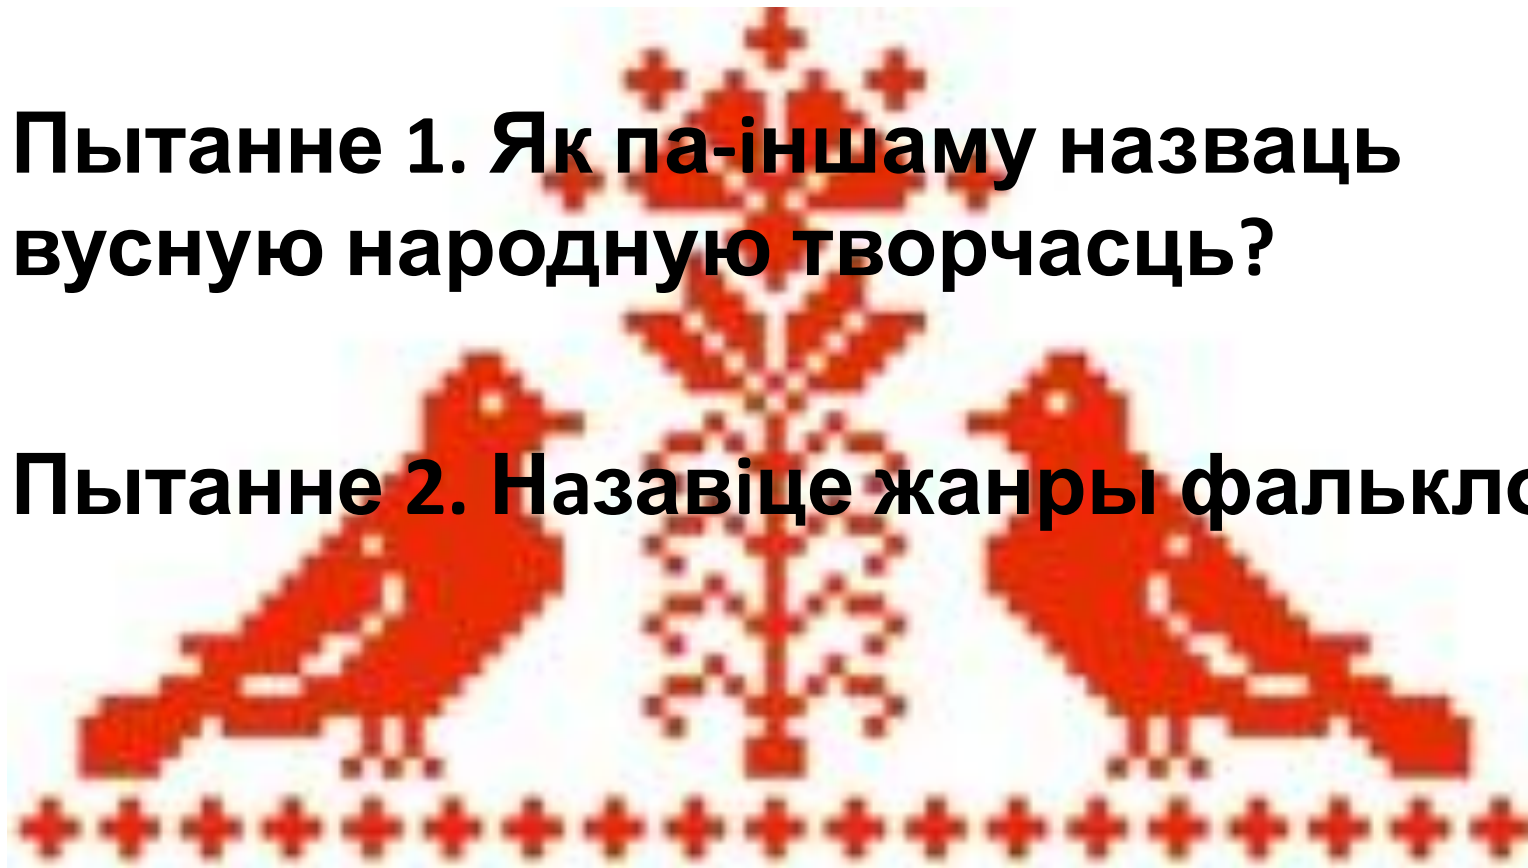 Пытанне 1. Як па-іншаму назваць
вусную народную творчасць?
Пытанне 2. Назавіце жанры